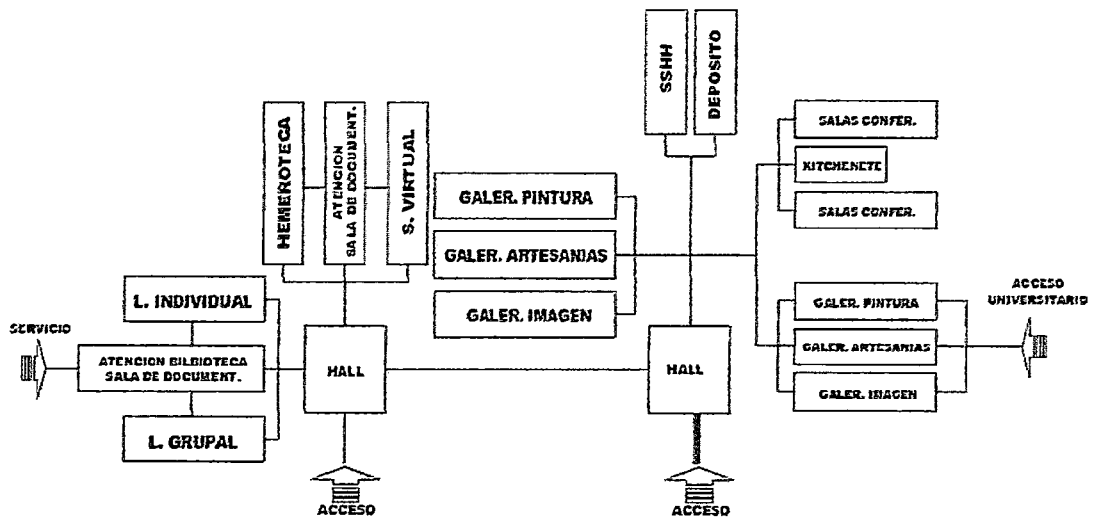 SSHH
DEPOSITO
HEMEROTECA
ATENCION
SALA DE DOCUMENT.
S. VIRTUAL
SALAS CONFER.
KITCHENETE
SALAS CONFER.
GALER. PINTURA
GALER. ARTESANIAS
GALER. IMAGEN
L. INDIVIDUAL
SERVICIO
ATENCION BILBIOTECA
SALA DE DOCUMENT.
L. GRUPAL
HALL
HALL
GALER. PINTURA
GALER. ARTESANIAS
GALER. IMAGEN
ACCESO
UNIVERSITARIO
ACCESO
ACCESO